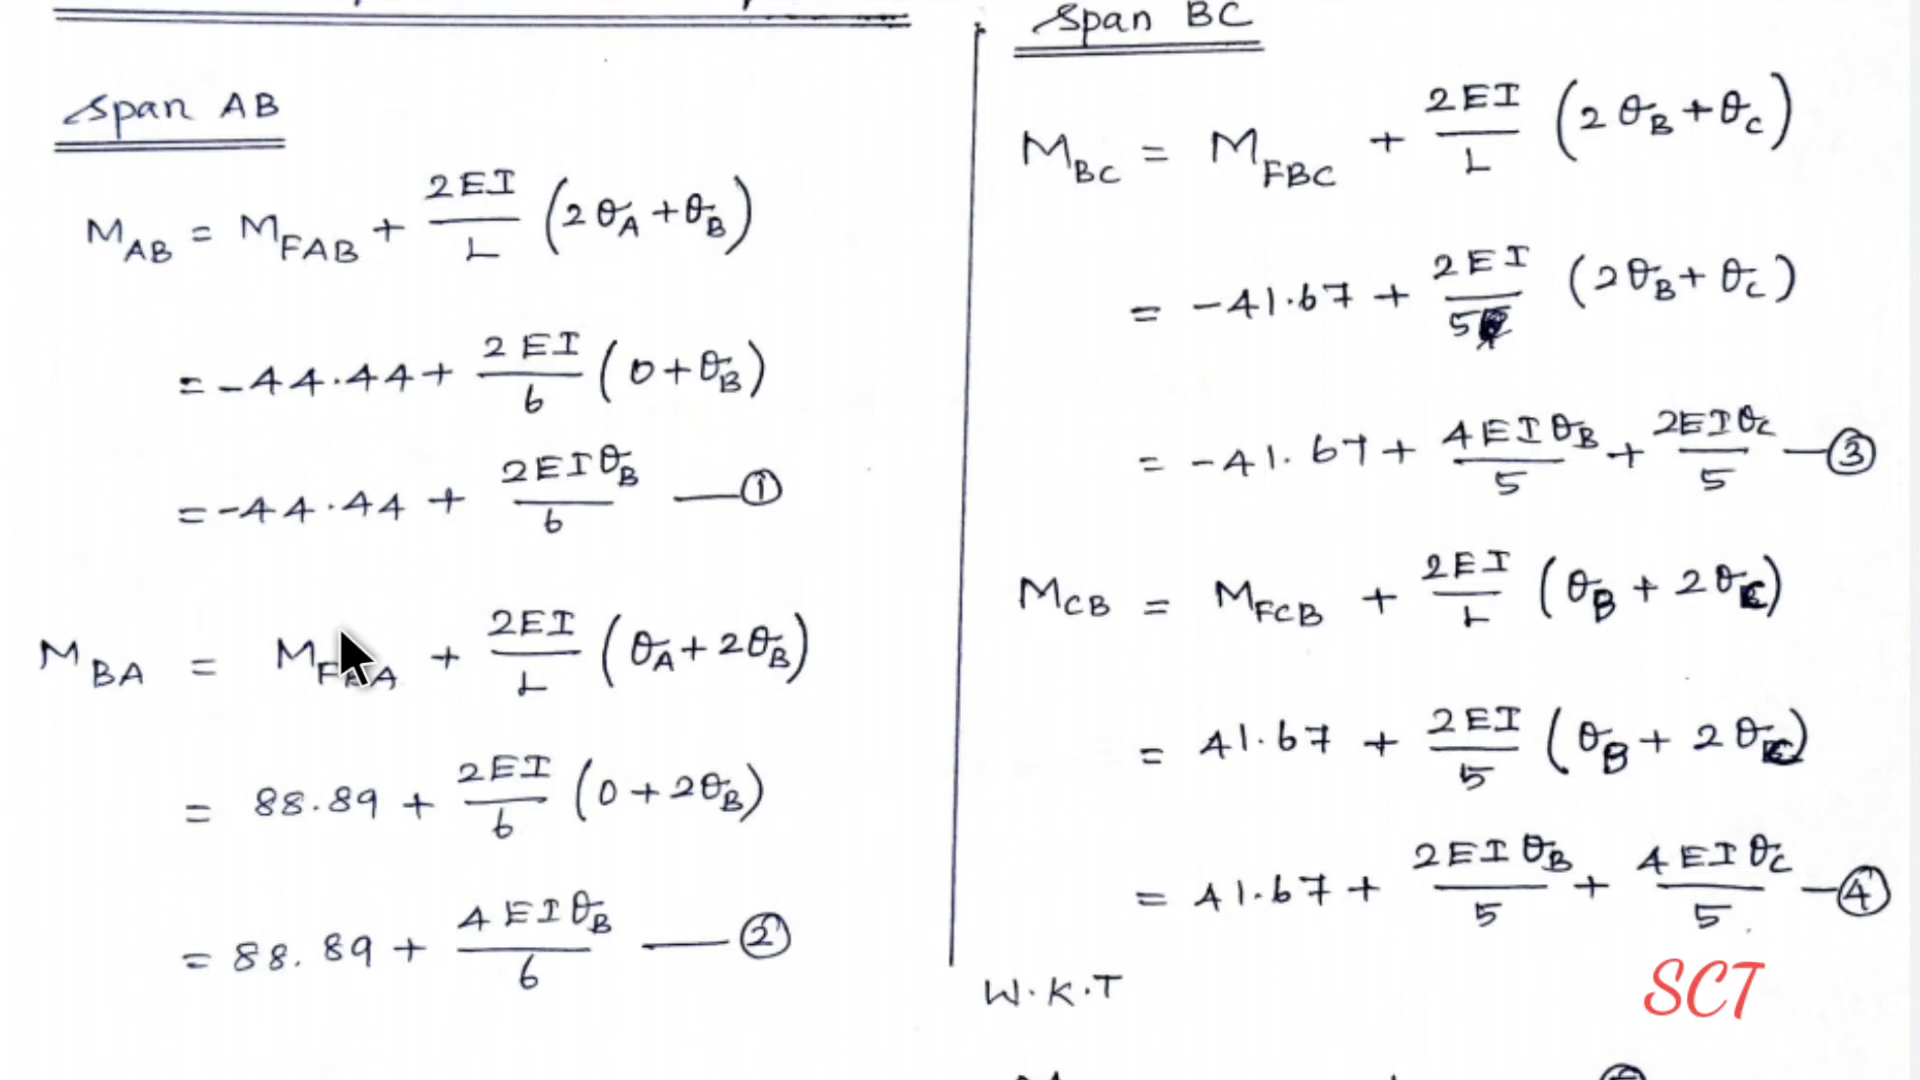 Span AB
M_AB = M_FAB + 2EI/L (2θ_A + θ_B)
= -44.44 + 2EI/6 (0 + θ_B)
= -44.44 + 2EIθ_B/6 — ①
M_BA = + 2EI/L (θ_A + 2θ_B)
= 88.89 + 2EI/6 (0 + 2θ_B)
= 88.89 + 4EIθ_B/6 — ②
Span BC
M_BC = M_FBC + 2EI/L (2θ_B + θ_C)
= -41.67 + 2EI/5 (2θ_B + θ_C)
= -41.67 + 4EIθ_B/5 + 2EIθ_C/5 — ③
M_CB = M_FCB + 2EI/L (θ_B + 2θ_C)
= 41.67 + 2EI/5 (θ_B + 2θ_C)
= 41.67 + 2EIθ_B/5 + 4EIθ_C/5 — ④
W.K.T
SCT